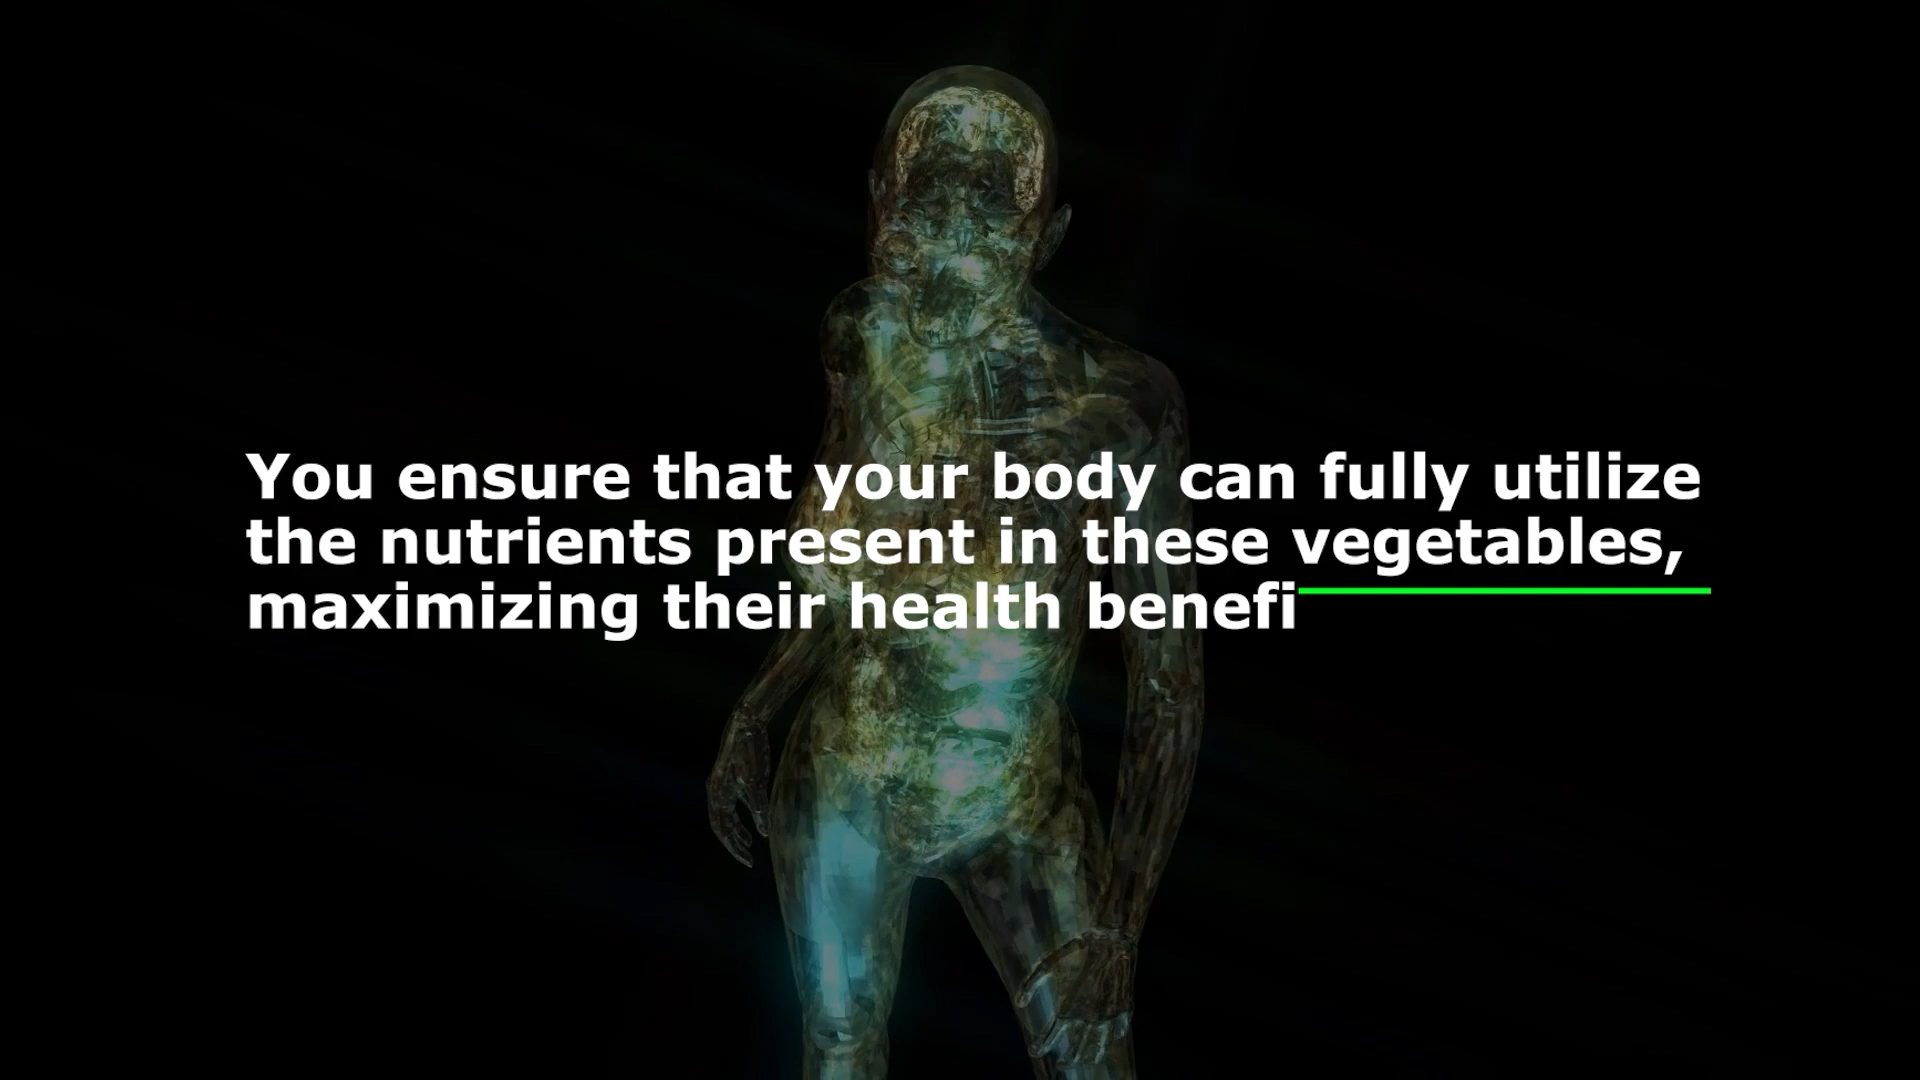 You ensure that your body can fully utilize
the nutrients present in these vegetables,
maximizing their health benefi